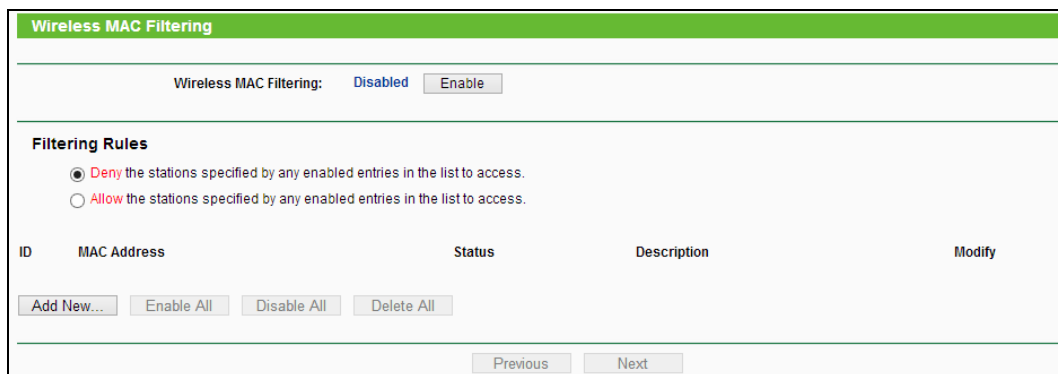 Wireless MAC Filtering
Wireless MAC Filtering: Disabled Enable
Filtering Rules
Deny the stations specified by any enabled entries in the list to access.
Allow the stations specified by any enabled entries in the list to access.
ID MAC Address Status Description Modify
Add New... Enable All Disable All Delete All
Previous Next